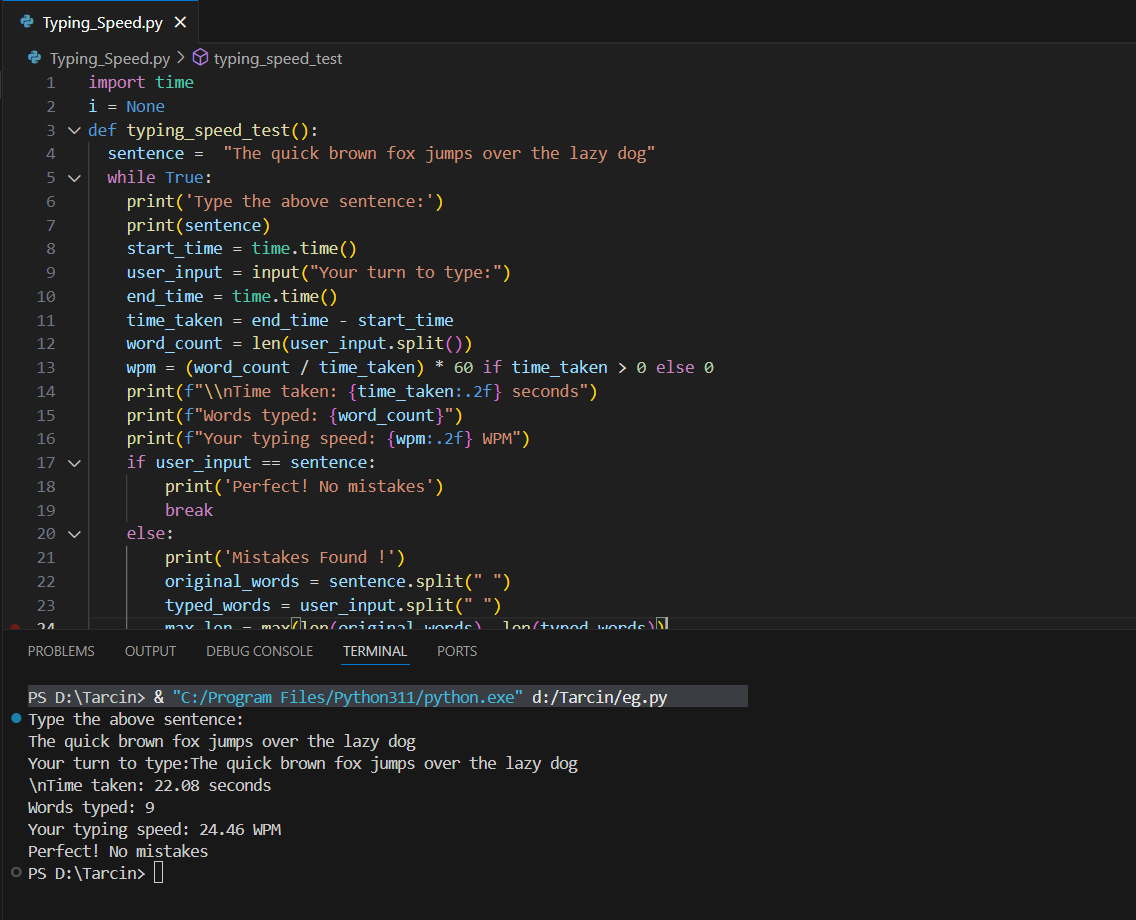 Typing_Speed.py
Typing_Speed.py > typing_speed_test
1 import time
2 i = None
3 def typing_speed_test():
4   sentence =  "The quick brown fox jumps over the lazy dog"
5   while True:
6     print('Type the above sentence:')
7     print(sentence)
8     start_time = time.time()
9     user_input = input("Your turn to type:")
10     end_time = time.time()
11     time_taken = end_time - start_time
12     word_count = len(user_input.split())
13     wpm = (word_count / time_taken) * 60 if time_taken > 0 else 0
14     print(f"\\nTime taken: {time_taken:.2f} seconds")
15     print(f"Words typed: {word_count}")
16     print(f"Your typing speed: {wpm:.2f} WPM")
17     if user_input == sentence:
18         print('Perfect! No mistakes')
19         break
20     else:
21         print('Mistakes Found !')
22         original_words = sentence.split(" ")
23         typed_words = user_input.split(" ")
24         max_len = max(len(original_words), len(typed_words))
PROBLEMS OUTPUT DEBUG CONSOLE TERMINAL PORTS
PS D:\Tarcin> & "C:/Program Files/Python311/python.exe" d:/Tarcin/eg.py
Type the above sentence:
The quick brown fox jumps over the lazy dog
Your turn to type:The quick brown fox jumps over the lazy dog
\nTime taken: 22.08 seconds
Words typed: 9
Your typing speed: 24.46 WPM
Perfect! No mistakes
PS D:\Tarcin>